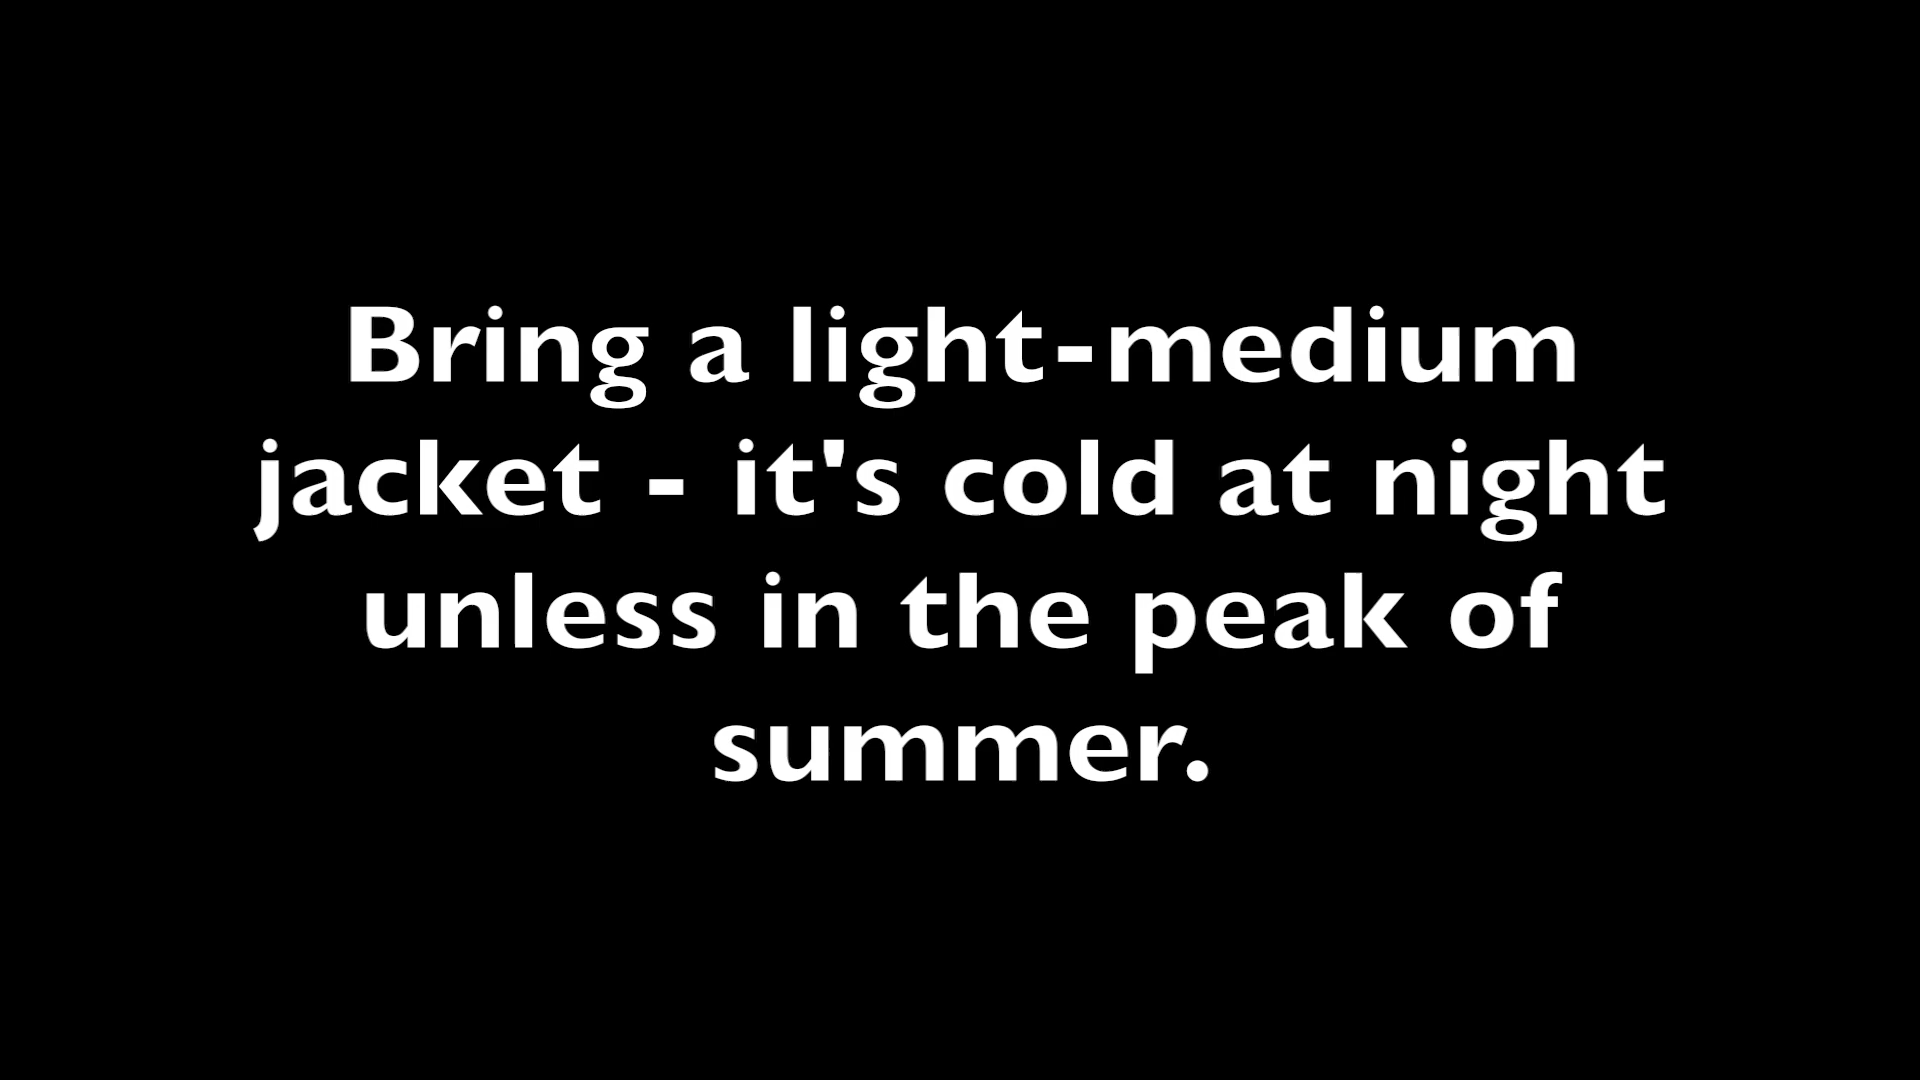 Bring a light-medium
jacket - it's cold at night
unless in the peak of
summer.